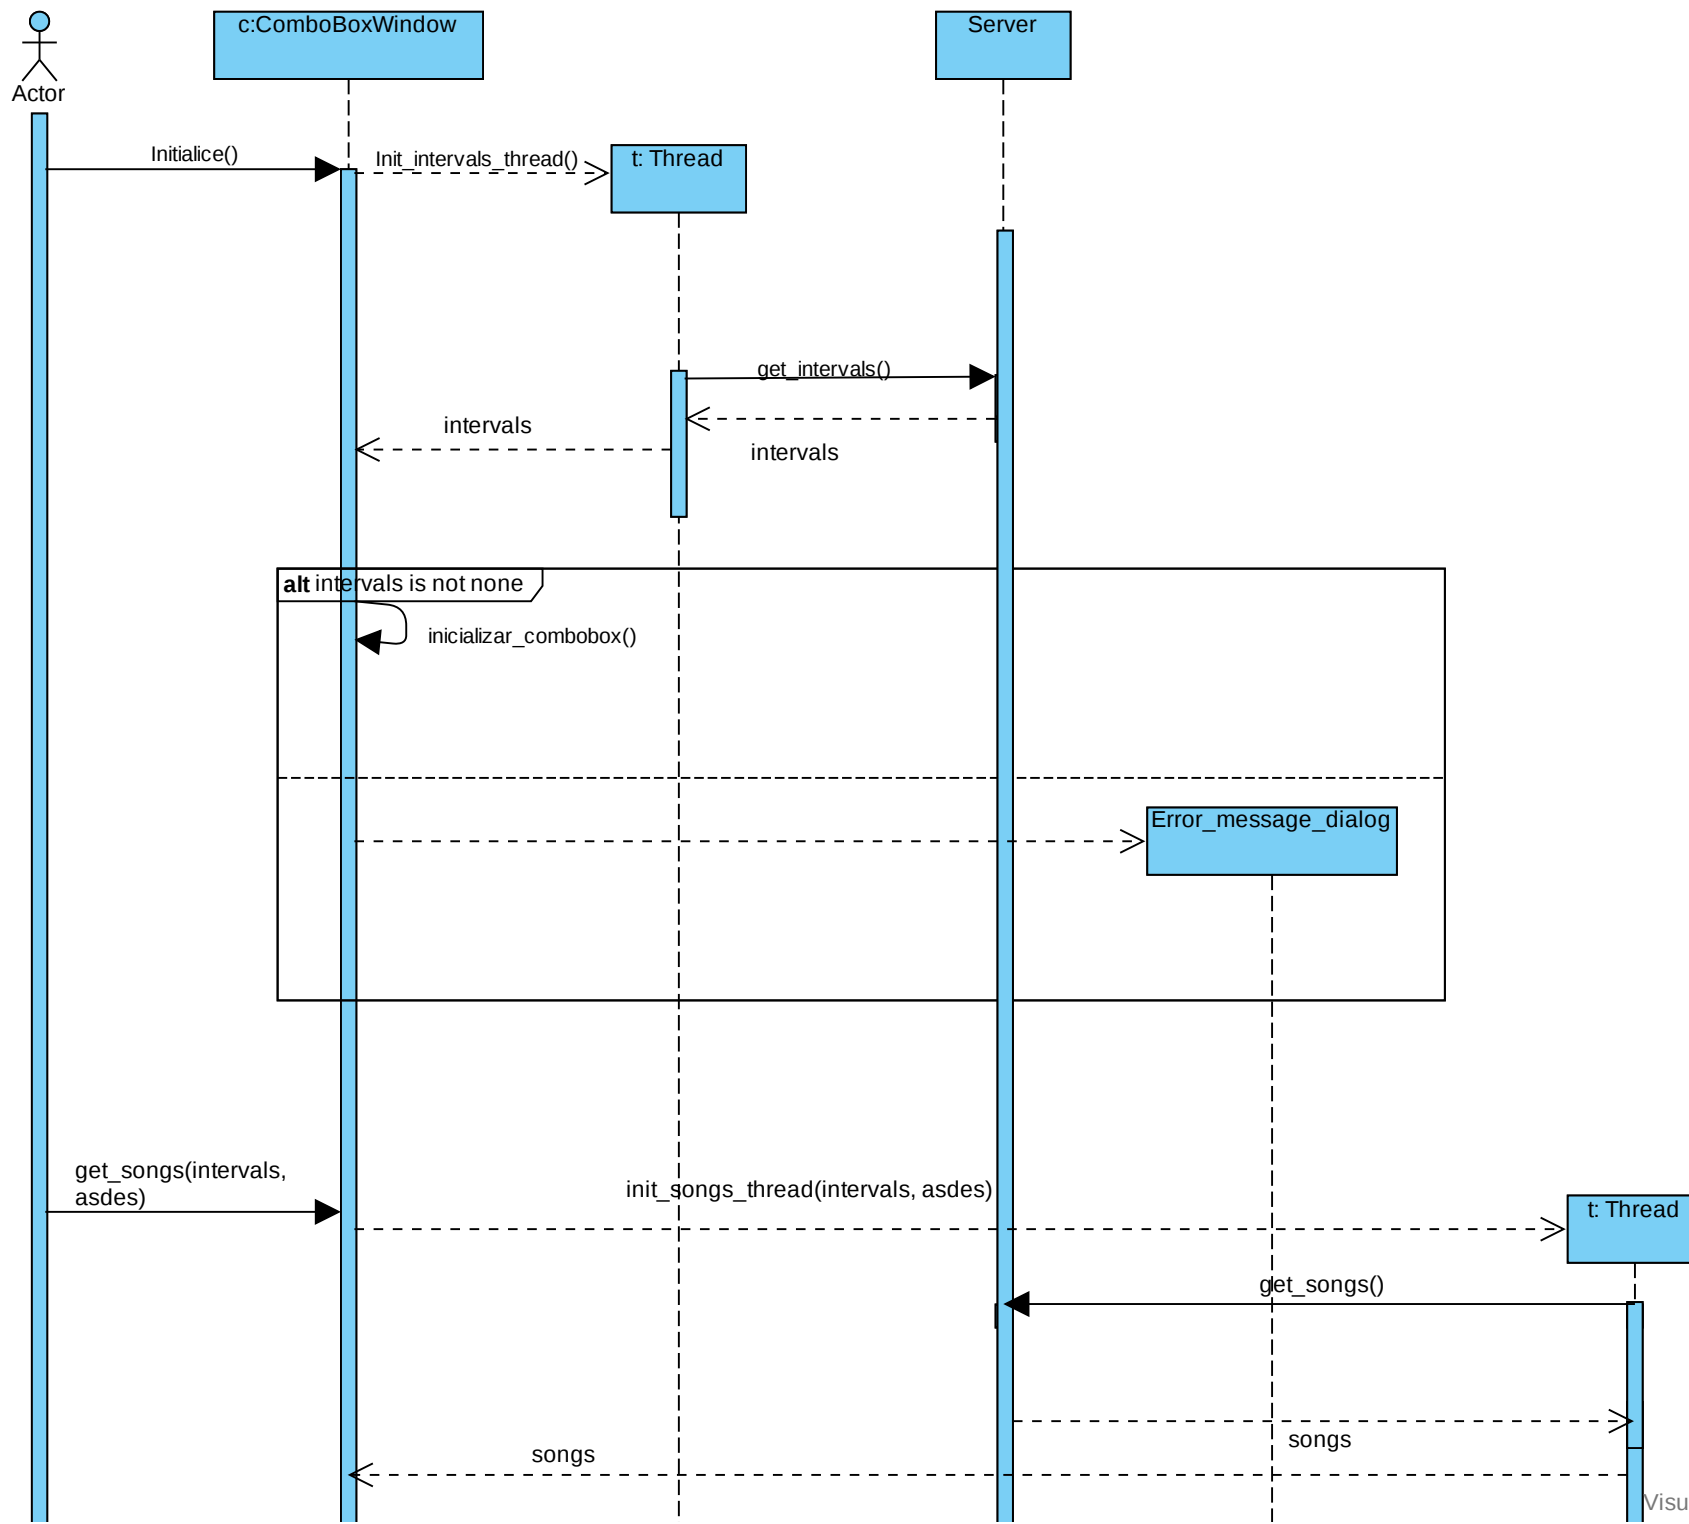 c:ComboBoxWindow
Server
Actor
Initialice()
Init_intervals_thread()
t: Thread
get_intervals()
intervals
intervals
alt intervals is not none
inicializar_combobox()
Error_message_dialog
get_songs(intervals,
asdes)
init_songs_thread(intervals, asdes)
t: Thread
get_songs()
songs
songs
Visu